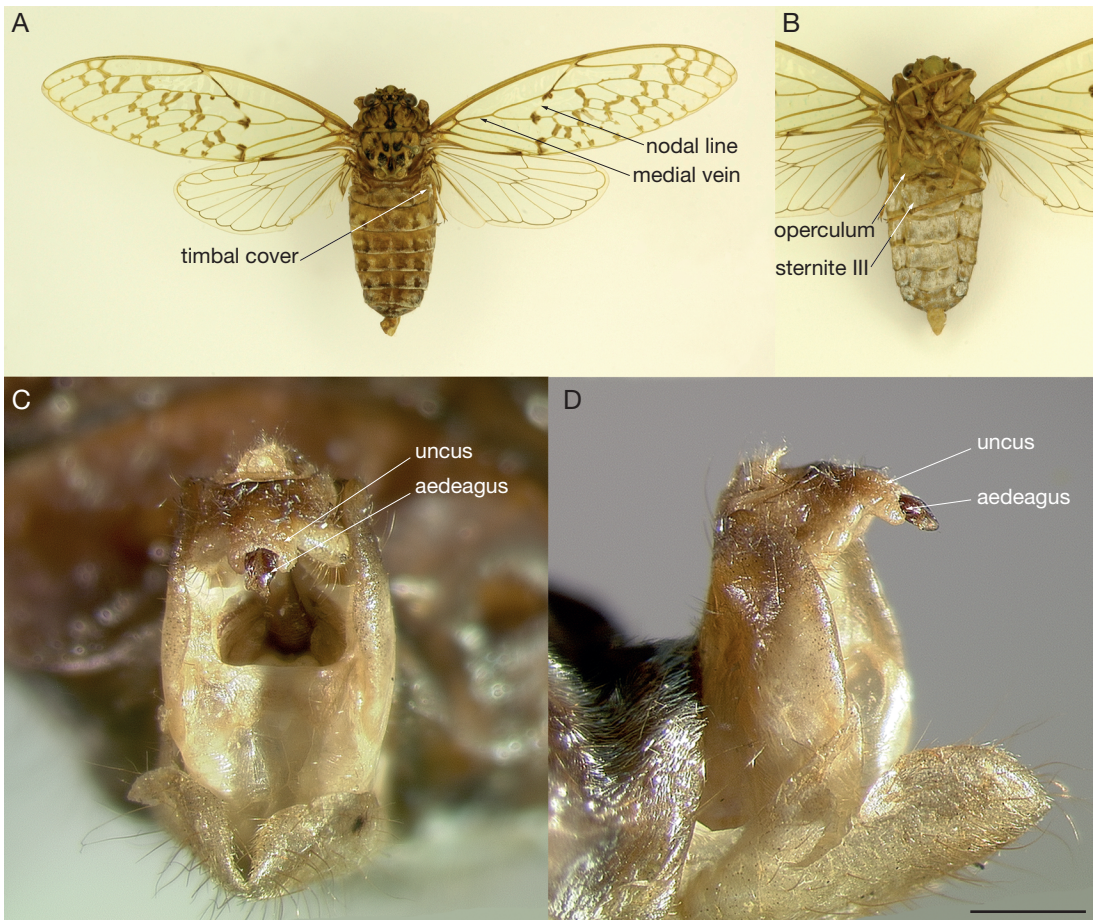 A
B
nodal line
medial vein
timbal cover
operculum
sternite III
C
D
uncus
aedeagus
uncus
aedeagus